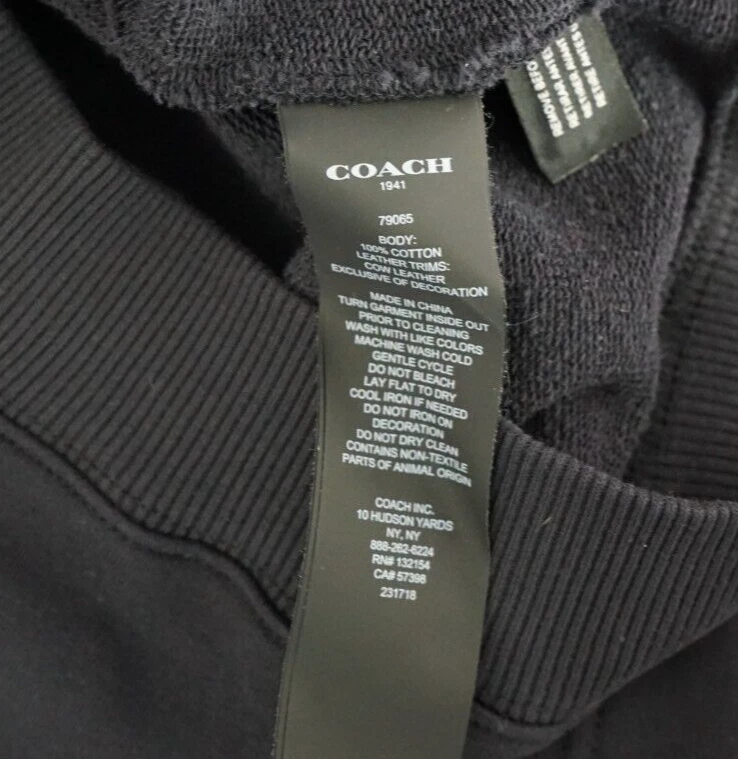 COACH
1941
79065
BODY:
100% COTTON
LEATHER TRIMS:
COW LEATHER
EXCLUSIVE OF DECORATION
MADE IN CHINA
TURN GARMENT INSIDE OUT
PRIOR TO CLEANING
WASH WITH LIKE COLORS
MACHINE WASH COLD
GENTLE CYCLE
DO NOT BLEACH
LAY FLAT TO DRY
COOL IRON IF NEEDED
DO NOT IRON ON
DECORATION
DO NOT DRY CLEAN
CONTAINS NON-TEXTILE
PARTS OF ANIMAL ORIGIN
COACH INC.
10 HUDSON YARDS
NY, NY
888-262-6224
RN# 132154
CA# 57398
231718
REMOVE